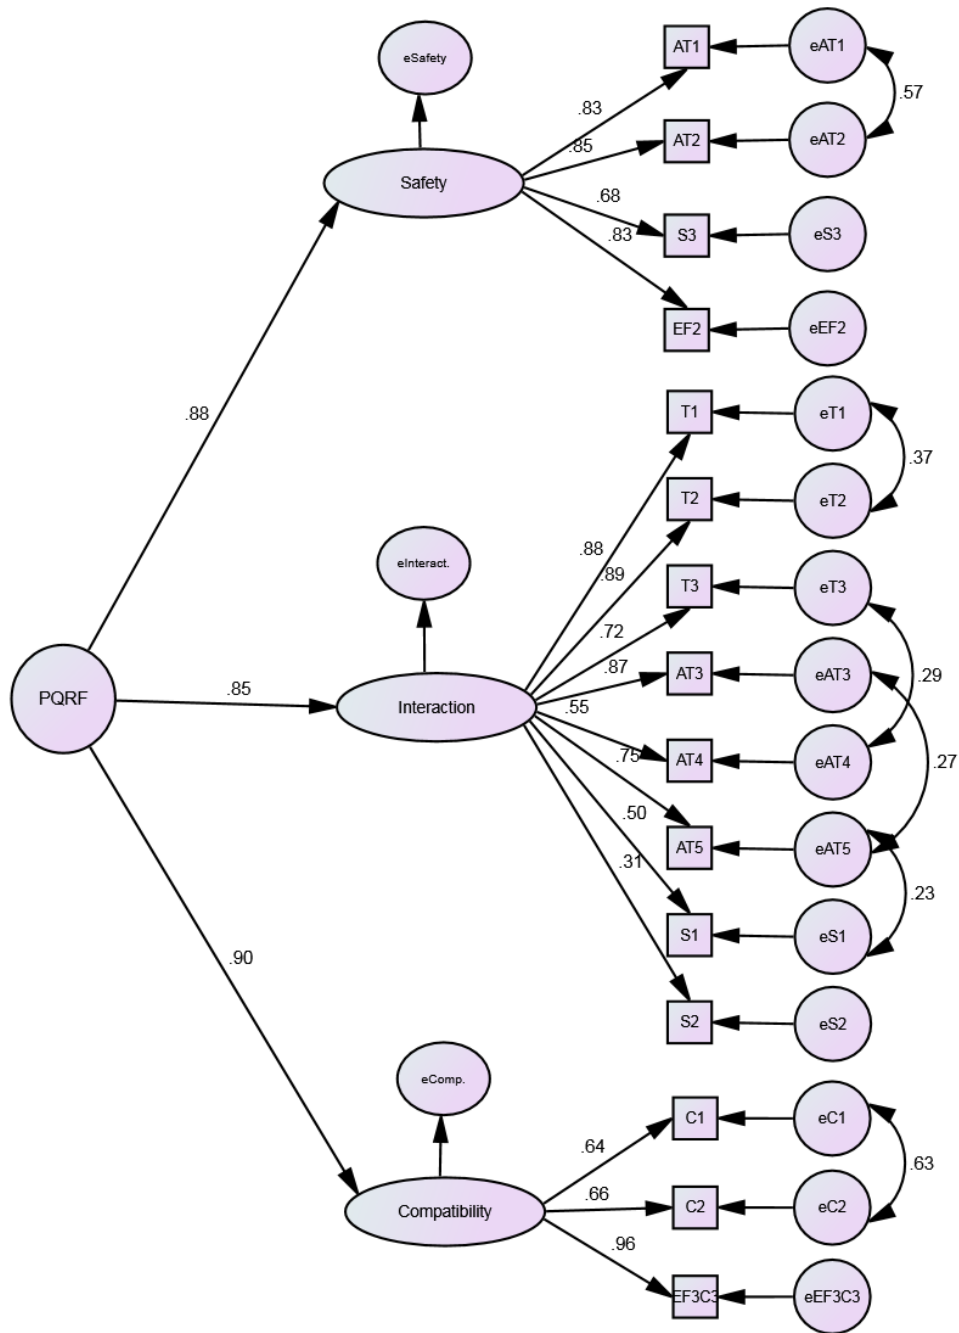 eSafety
AT1
eAT1
.83
.57
.85
AT2
eAT2
Safety
.68
S3
eS3
.83
EF2
eEF2
.88
T1
eT1
.37
T2
eT2
.88
eInteract.
.89
T3
eT3
.72
.87
AT3
eAT3
.29
PQRF
.85
Interaction
.55
.75
AT4
eAT4
.27
.50
AT5
eAT5
.31
.23
S1
eS1
.90
S2
eS2
eComp.
C1
eC1
.64
.63
.66
C2
eC2
Compatibility
.96
EF3C3
eEF3C3